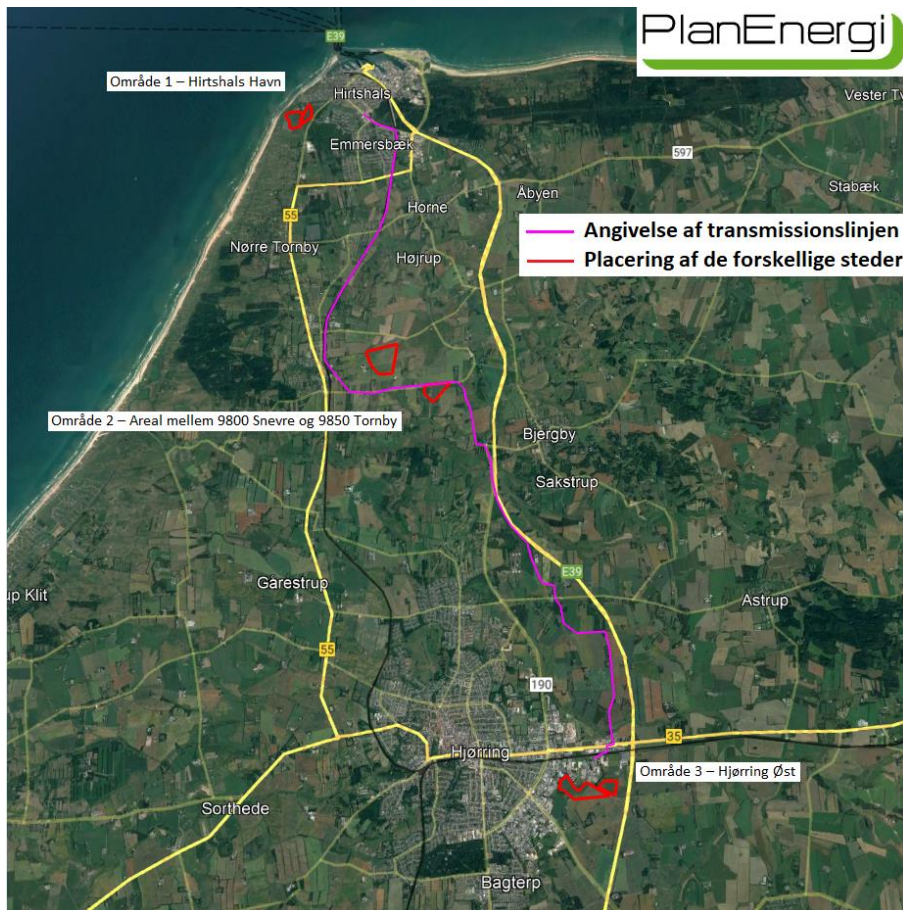 PlanEnergi
E39
Område 1 – Hirtshals Havn
Hirtshals
Vester Tv
Emmersbæk
597
Stabæk
Åbyen
Horne
55
Angivelse af transmissionslinjen
Nørre Tornby
Højrup
Placering af de forskellige steder
Område 2 – Areal mellem 9800 Snevre og 9850 Tornby
Bjergby
Sakstrup
E39
Gårestrup
up Klit
Astrup
55
190
35
Hjørring
Område 3 – Hjørring Øst
Sorthede
Bagterp